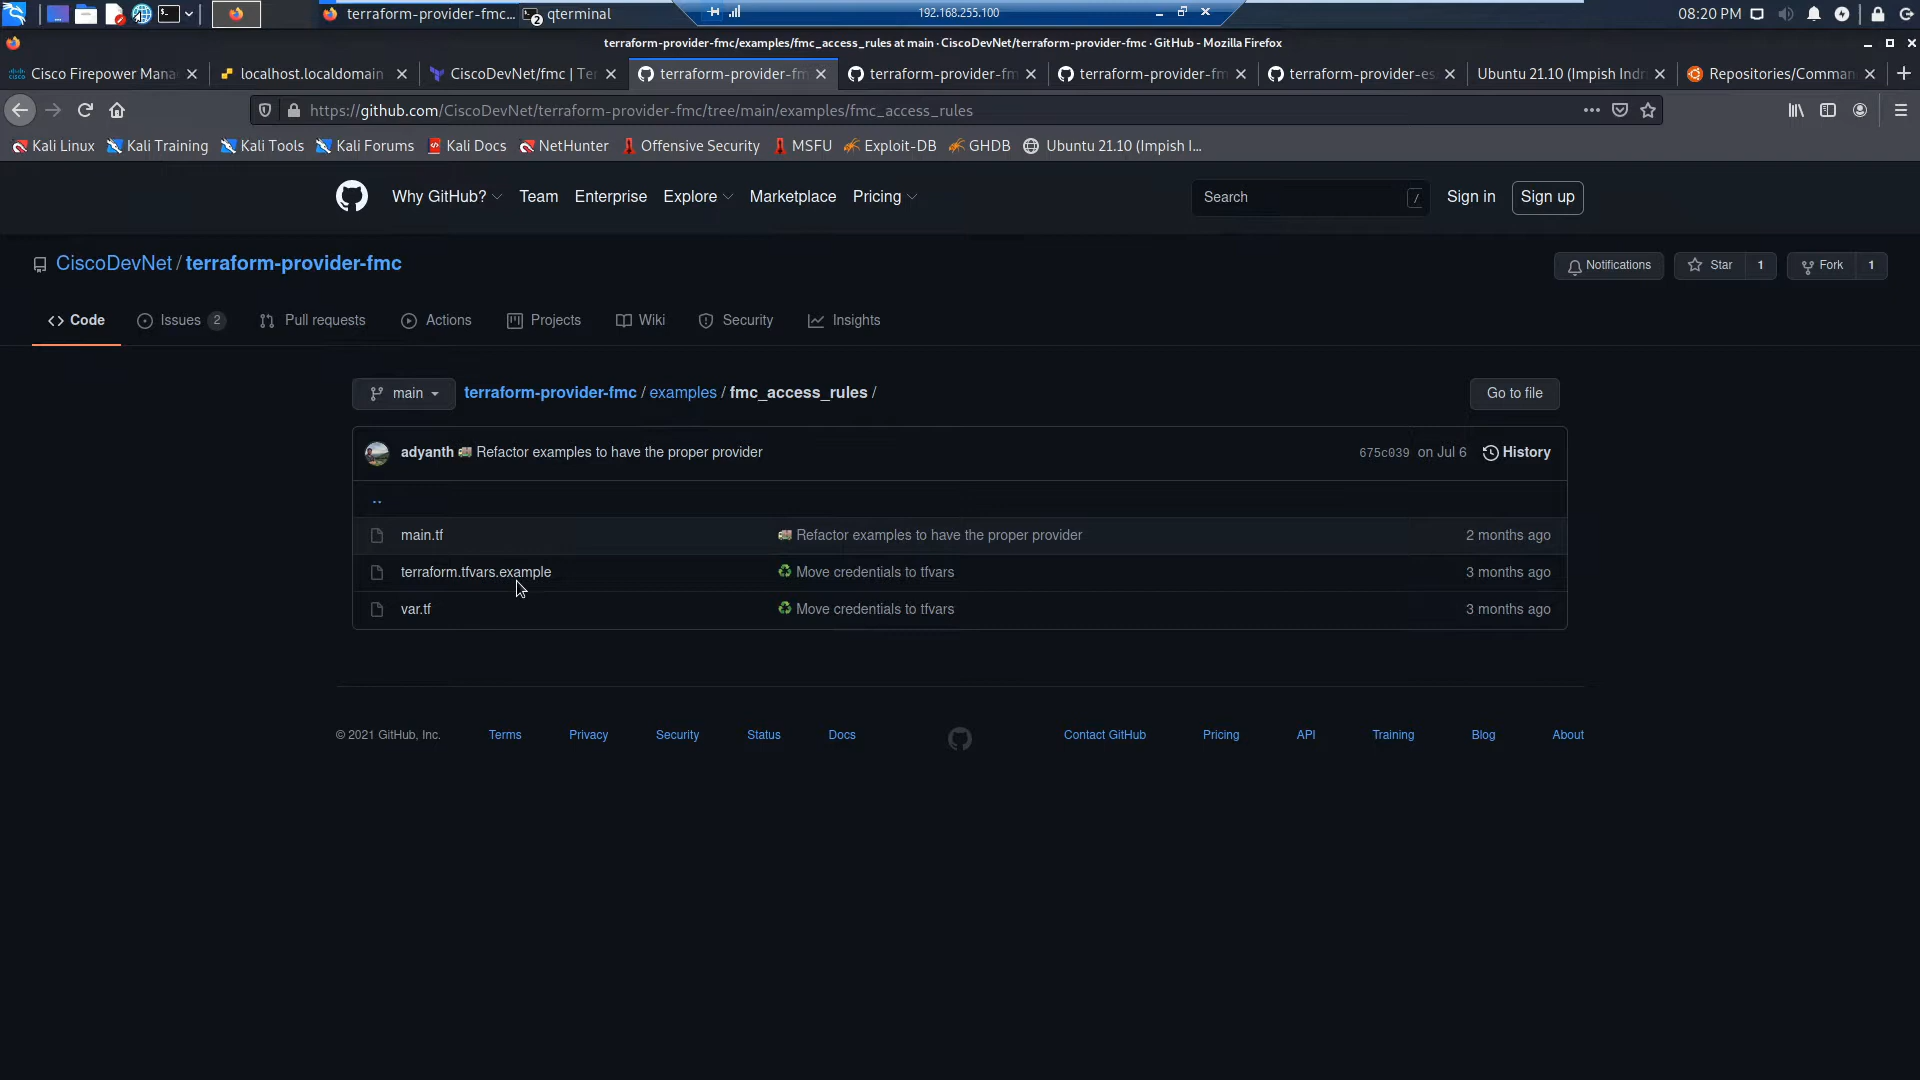 terraform-provider-fmc...
2 qterminal
192.168.255.100
08:20 PM
terraform-provider-fmc/examples/fmc_access_rules at main · CiscoDevNet/terraform-provider-fmc · GitHub - Mozilla Firefox
Cisco Firepower Mana
localhost.localdomain
CiscoDevNet/fmc | Te
terraform-provider-fm
terraform-provider-fm
terraform-provider-fm
terraform-provider-es
Ubuntu 21.10 (Impish Indr
Repositories/Comman
https://github.com/CiscoDevNet/terraform-provider-fmc/tree/main/examples/fmc_access_rules
Kali Linux
Kali Training
Kali Tools
Kali Forums
Kali Docs
NetHunter
Offensive Security
MSFU
Exploit-DB
GHDB
Ubuntu 21.10 (Impish I...
Why GitHub?
Team
Enterprise
Explore
Marketplace
Pricing
Search /
Sign in
Sign up
CiscoDevNet / terraform-provider-fmc
Notifications
Star 1
Fork 1
Code
Issues 2
Pull requests
Actions
Projects
Wiki
Security
Insights
main
terraform-provider-fmc / examples / fmc_access_rules /
Go to file
adyanth 🚚 Refactor examples to have the proper provider
675c039 on Jul 6
History
..
main.tf 🚚 Refactor examples to have the proper provider 2 months ago
terraform.tfvars.example ♻ Move credentials to tfvars 3 months ago
var.tf ♻ Move credentials to tfvars 3 months ago
© 2021 GitHub, Inc.
Terms
Privacy
Security
Status
Docs
Contact GitHub
Pricing
API
Training
Blog
About